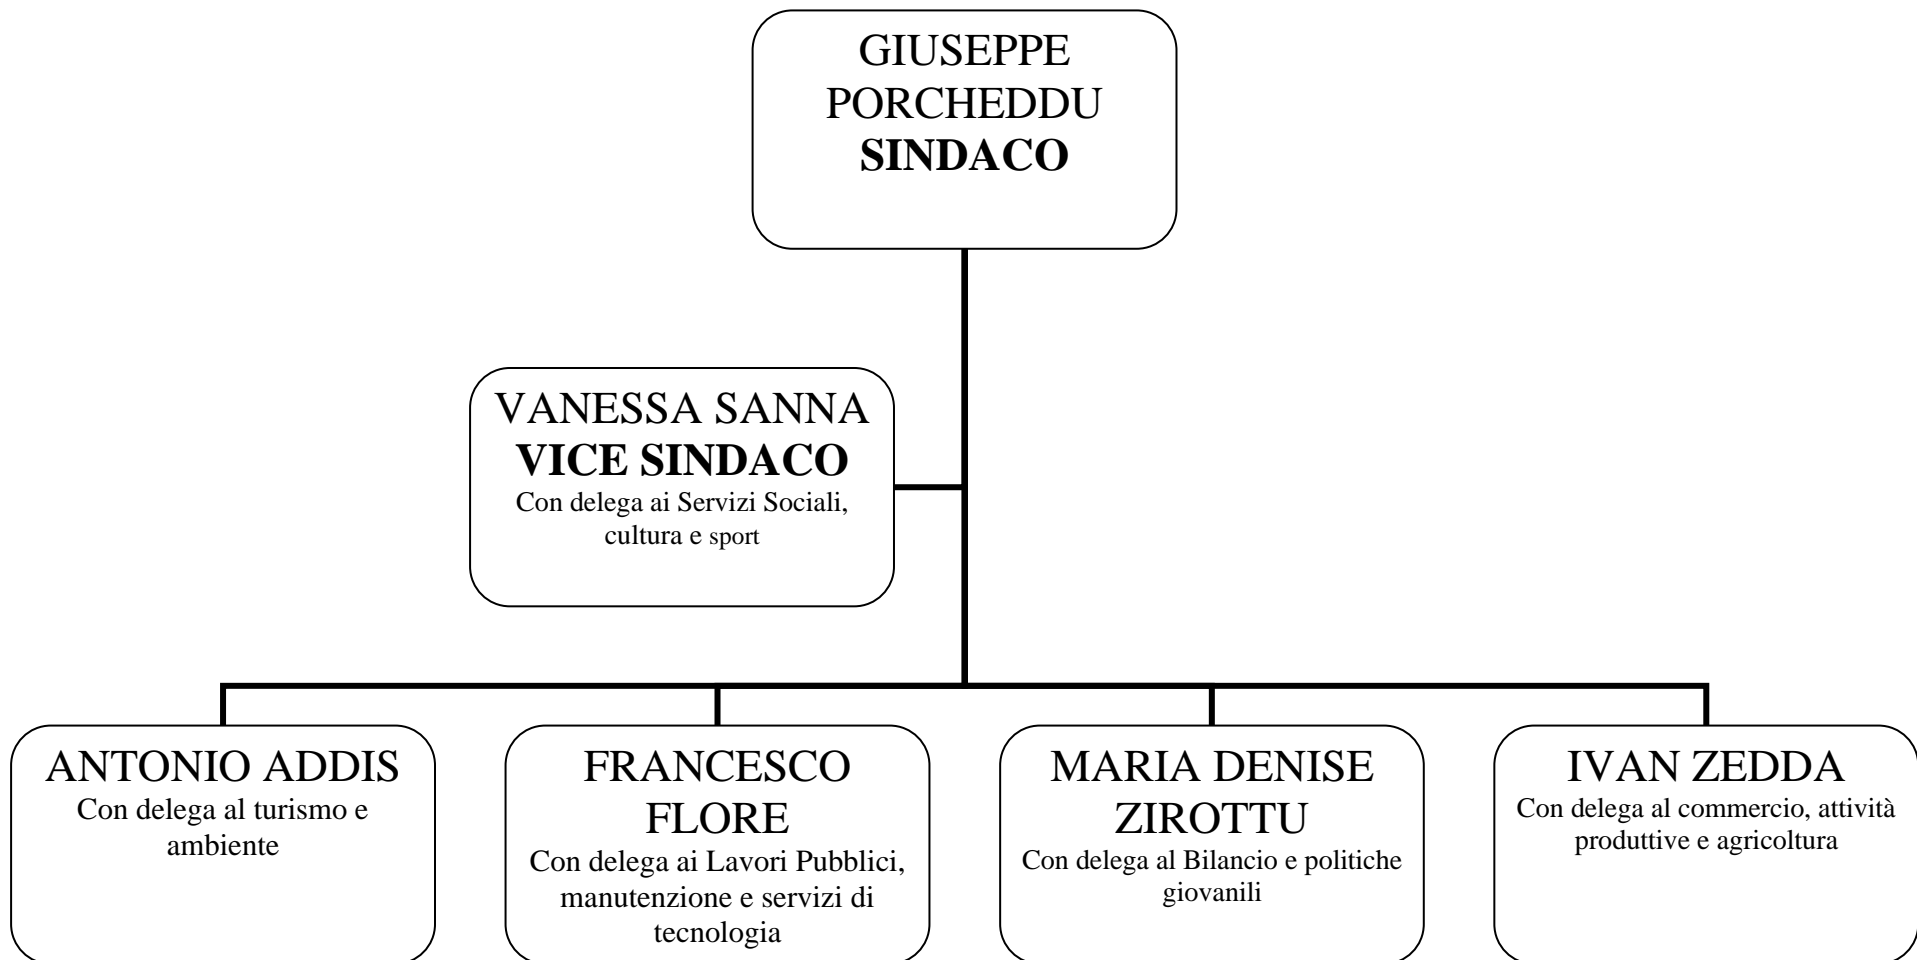 GIUSEPPE
PORCHEDDU
SINDACO
VANESSA SANNA
VICE SINDACO
Con delega ai Servizi Sociali,
cultura e sport
ANTONIO ADDIS
Con delega al turismo e
ambiente
FRANCESCO
FLORE
Con delega ai Lavori Pubblici,
manutenzione e servizi di
tecnologia
MARIA DENISE
ZIROTTU
Con delega al Bilancio e politiche
giovanili
IVAN ZEDDA
Con delega al commercio, attività
produttive e agricoltura